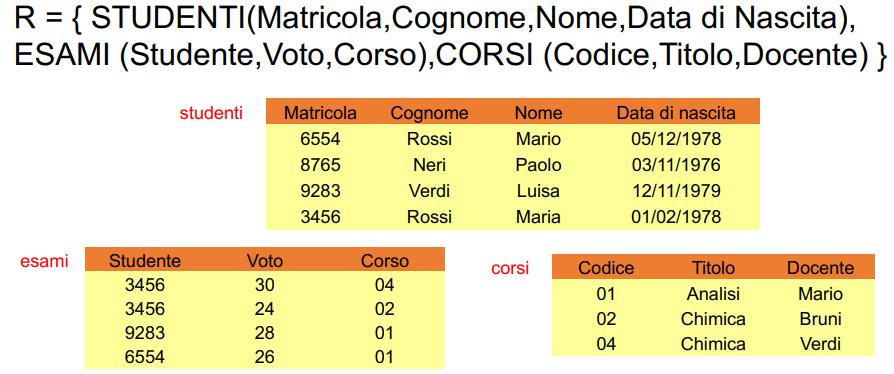 R = { STUDENTI(Matricola,Cognome,Nome,Data di Nascita),
ESAMI (Studente,Voto,Corso),CORSI (Codice,Titolo,Docente) }
studenti
Matricola Cognome Nome Data di nascita
6554 Rossi Mario 05/12/1978
8765 Neri Paolo 03/11/1976
9283 Verdi Luisa 12/11/1979
3456 Rossi Maria 01/02/1978
esami
Studente Voto Corso
3456 30 04
3456 24 02
9283 28 01
6554 26 01
corsi
Codice Titolo Docente
01 Analisi Mario
02 Chimica Bruni
04 Chimica Verdi